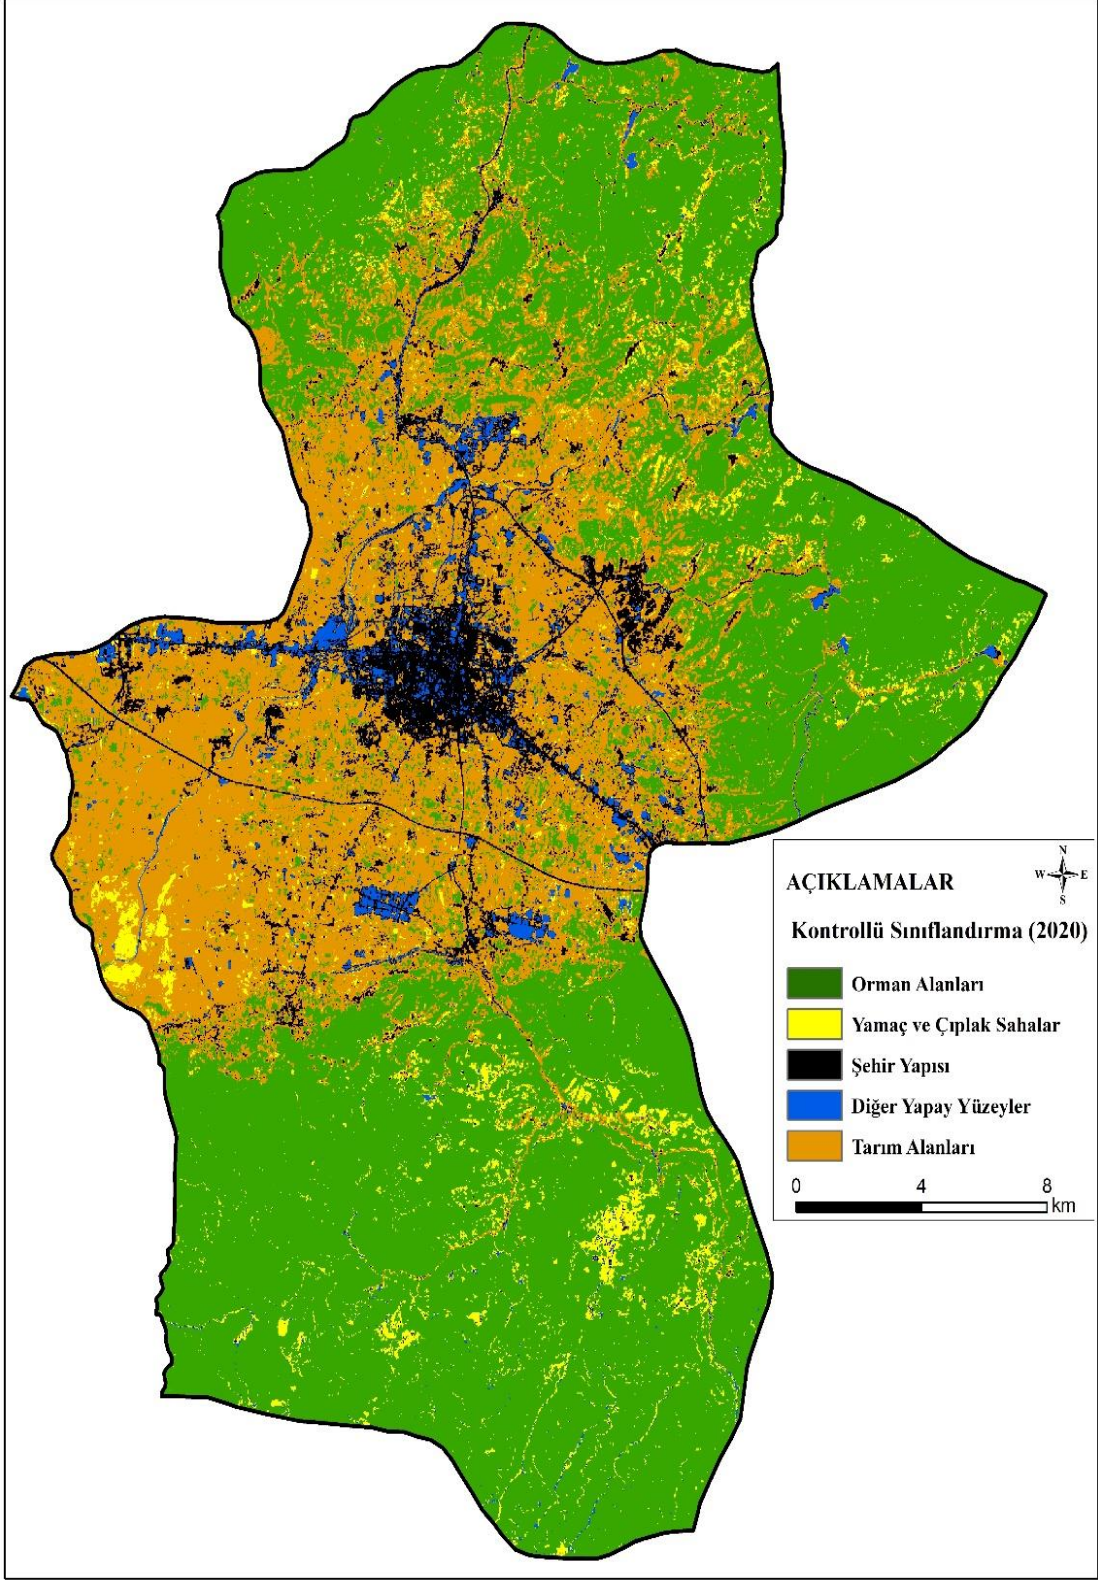 N
W E
S
AÇIKLAMALAR
Kontrollü Sınıflandırma (2020)
Orman Alanları
Yamaç ve Çıplak Sahalar
Şehir Yapısı
Diğer Yapay Yüzeyler
Tarım Alanları
0 4 8
km